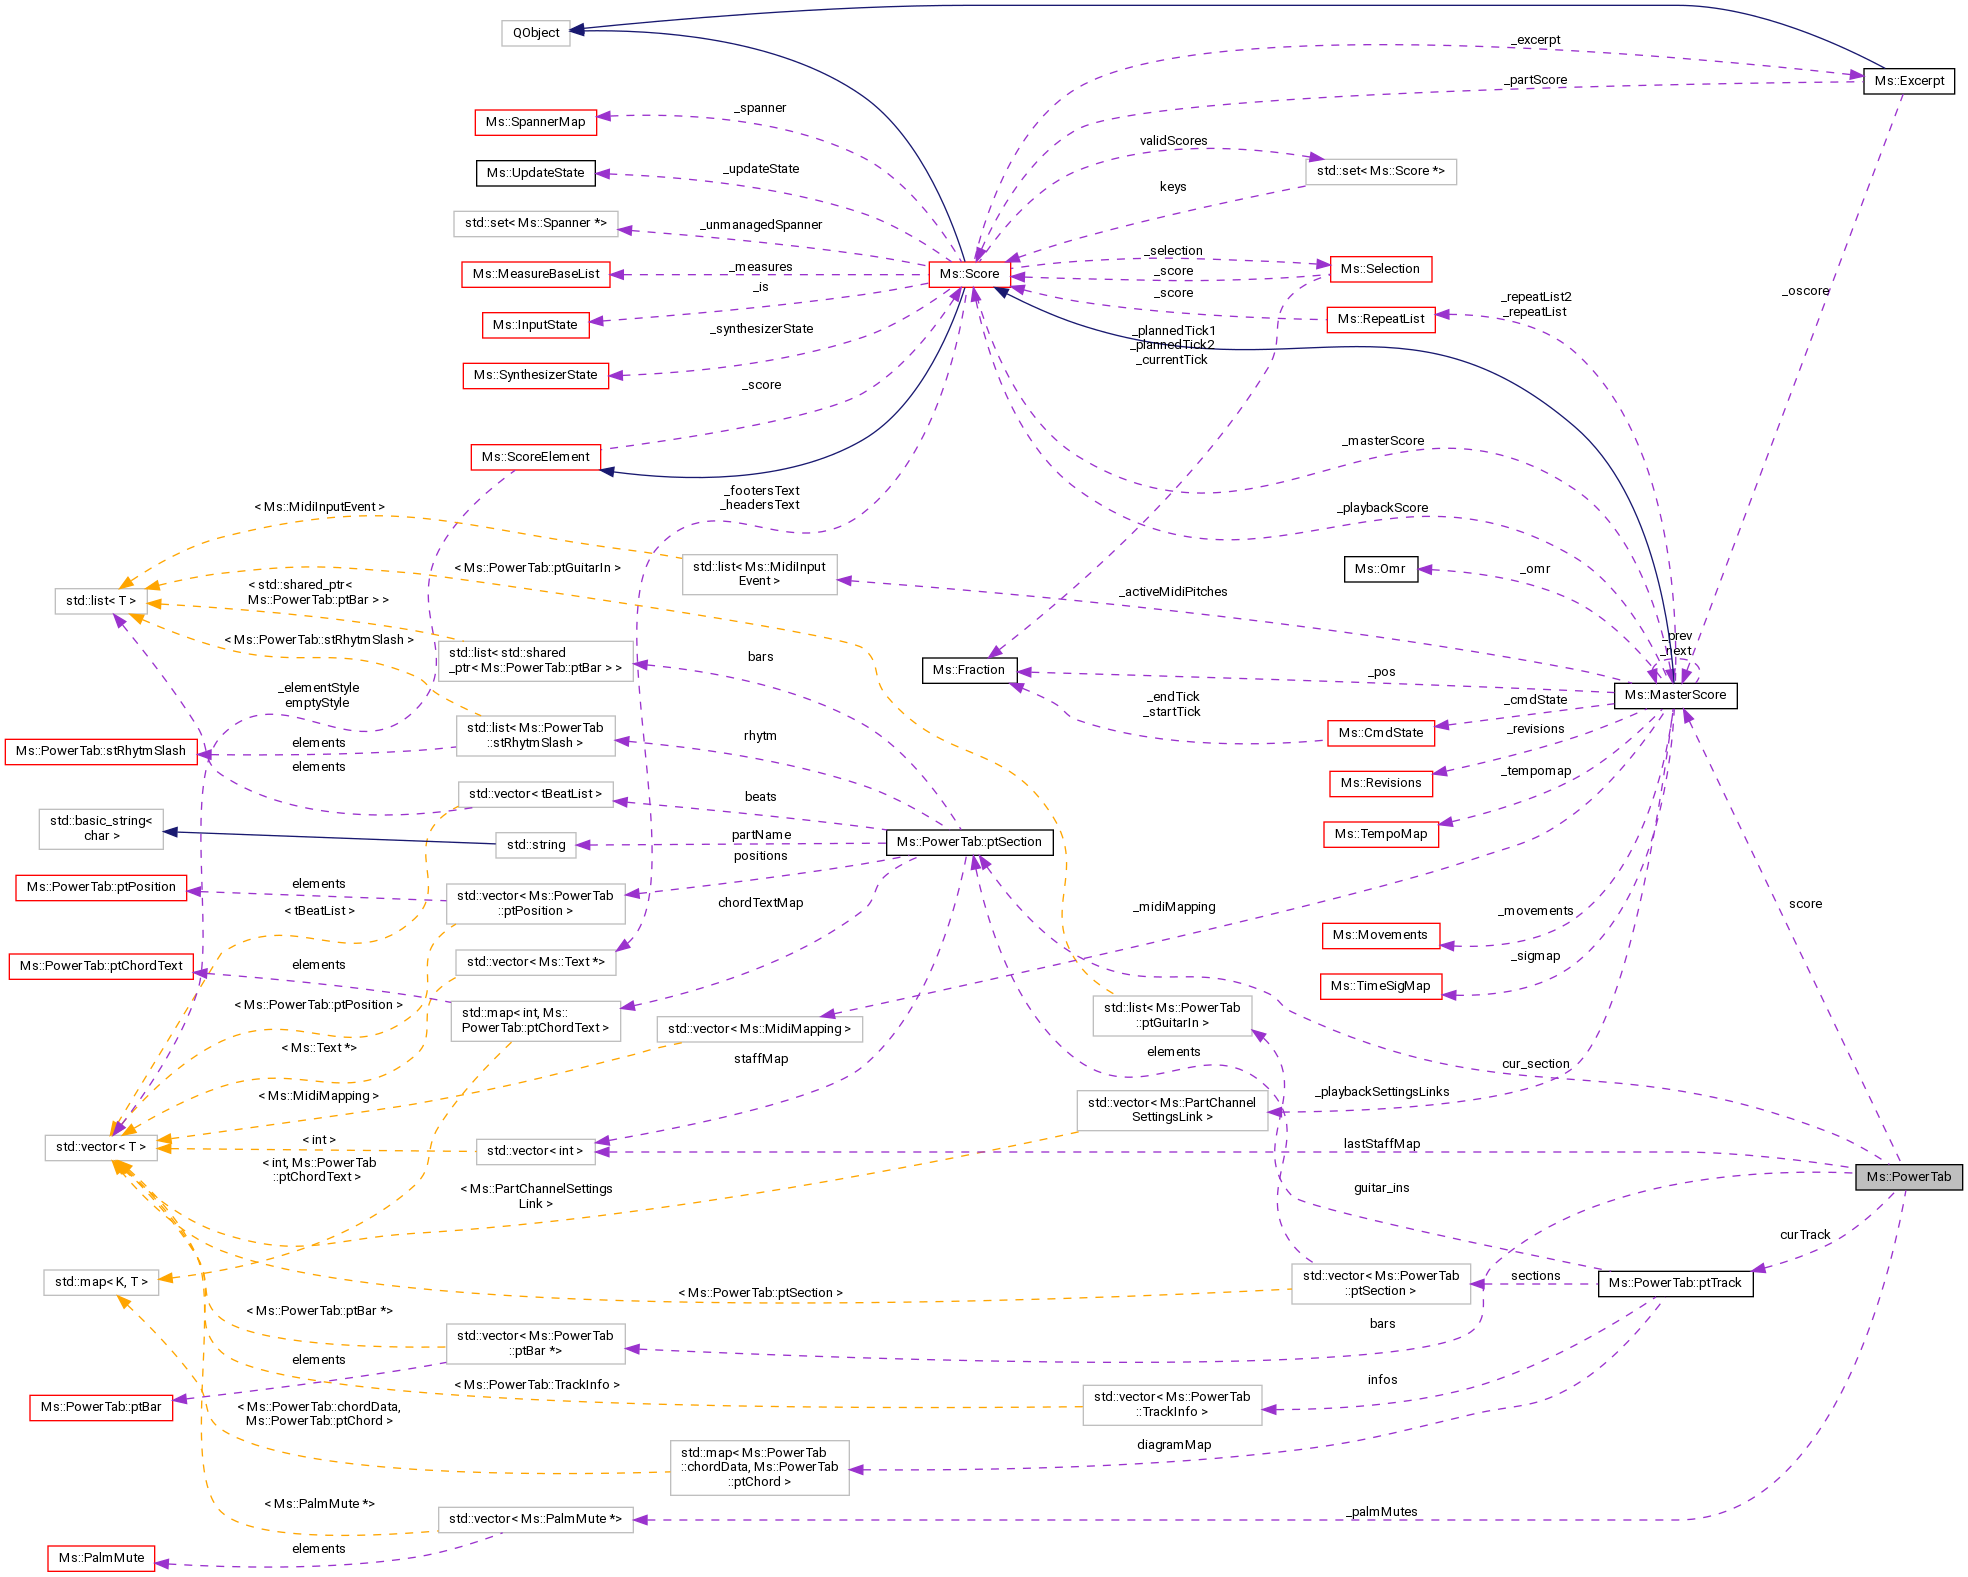 QObject
_excerpt
Ms::Excerpt
_partScore
_spanner
Ms::SpannerMap
validScores
_updateState
Ms::UpdateState
std::set< Ms::Score *>
keys
std::set< Ms::Spanner *>
_unmanagedSpanner
_selection
Ms::MeasureBaseList
_measures
Ms::Score
_score
Ms::Selection
_is
_score
_repeatList2
_repeatList
_oscore
Ms::InputState
_synthesizerState
Ms::RepeatList
_plannedTick1
_plannedTick2
_currentTick
Ms::SynthesizerState
_score
_masterScore
Ms::ScoreElement
_footersText
_headersText
_playbackScore
< Ms::MidiInputEvent >
< Ms::PowerTab::ptGuitarIn >
std::list< Ms::MidiInput
Event >
Ms::Omr
_omr
_activeMidiPitches
std::list< T >
< std::shared_ptr<
Ms::PowerTab::ptBar > >
< Ms::PowerTab::stRhytmSlash >
std::list< std::shared
_ptr< Ms::PowerTab::ptBar > >
bars
_prev
_next
Ms::Fraction
_pos
Ms::MasterScore
_elementStyle
emptyStyle
_endTick
_startTick
_cmdState
Ms::CmdState
_revisions
std::list< Ms::PowerTab
::stRhytmSlash >
rhytm
Ms::PowerTab::stRhytmSlash
elements
elements
_tempomap
Ms::Revisions
std::vector< tBeatList >
beats
std::basic_string<
char >
std::string
partName
Ms::PowerTab::ptSection
Ms::TempoMap
positions
Ms::PowerTab::ptPosition
elements
std::vector< Ms::PowerTab
::ptPosition >
chordTextMap
< tBeatList >
_midiMapping
_movements
Ms::Movements
score
Ms::PowerTab::ptChordText
elements
std::vector< Ms::Text *>
_sigmap
Ms::TimeSigMap
< Ms::PowerTab::ptPosition >
std::map< int, Ms::
PowerTab::ptChordText >
std::vector< Ms::MidiMapping >
std::list< Ms::PowerTab
::ptGuitarIn >
< Ms::Text *>
staffMap
elements
cur_section
< Ms::MidiMapping >
std::vector< Ms::PartChannel
SettingsLink >
_playbackSettingsLinks
std::vector< T >
< int >
std::vector< int >
lastStaffMap
< int, Ms::PowerTab
::ptChordText >
Ms::PowerTab
< Ms::PartChannelSettings
Link >
guitar_ins
curTrack
std::map< K, T >
< Ms::PowerTab::ptSection >
std::vector< Ms::PowerTab
::ptSection >
sections
Ms::PowerTab::ptTrack
< Ms::PowerTab::ptBar *>
std::vector< Ms::PowerTab
::ptBar *>
bars
elements
< Ms::PowerTab::TrackInfo >
infos
Ms::PowerTab::ptBar
< Ms::PowerTab::chordData,
Ms::PowerTab::ptChord >
std::vector< Ms::PowerTab
::TrackInfo >
diagramMap
std::map< Ms::PowerTab
::chordData, Ms::PowerTab
::ptChord >
< Ms::PalmMute *>
std::vector< Ms::PalmMute *>
_palmMutes
elements
Ms::PalmMute